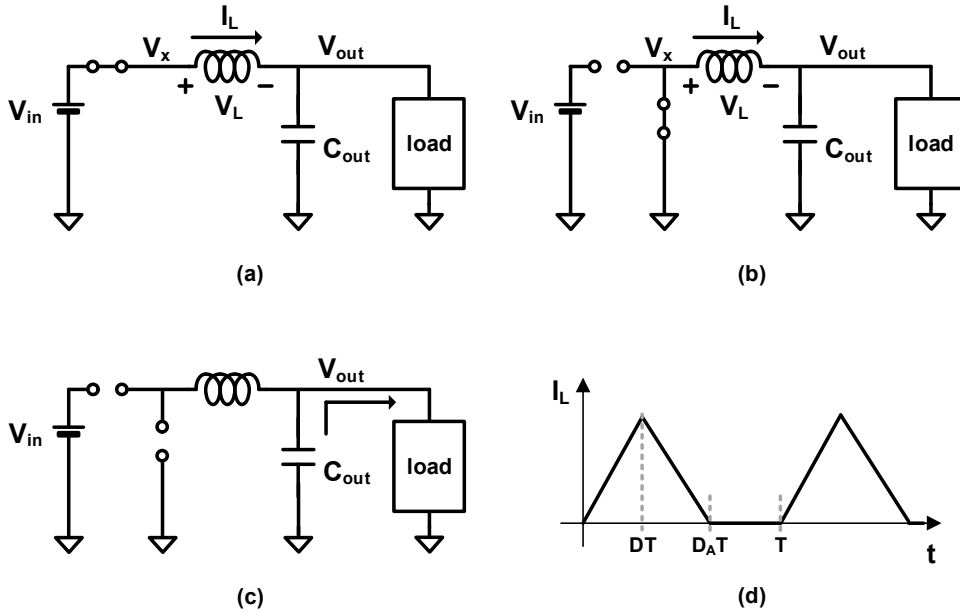 I_L
V_x
V_out
+ V_L −
V_in
C_out
load
(a)
I_L
V_x
V_out
+ V_L −
V_in
C_out
load
(b)
V_out
V_in
C_out
load
(c)
I_L
DT
D_AT
T
t
(d)